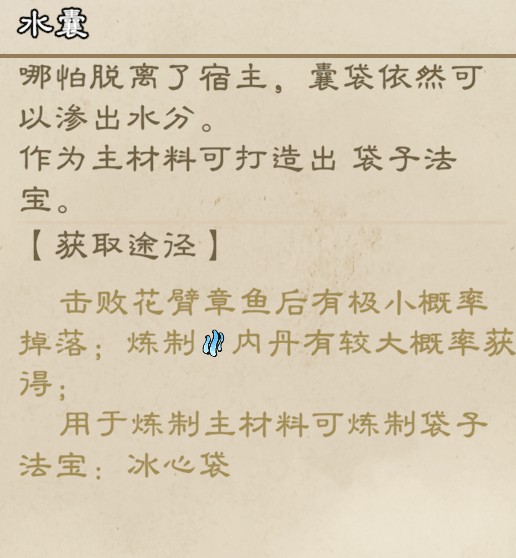 水囊
哪怕脱离了宿主，囊袋依然可
以渗出水分。
作为主材料可打造出 袋子法
宝。
【获取途径】
击败花臂章鱼后有极小概率
掉落；炼制 内丹有较大概率获
得；
用于炼制主材料可炼制袋子
法宝：冰心袋